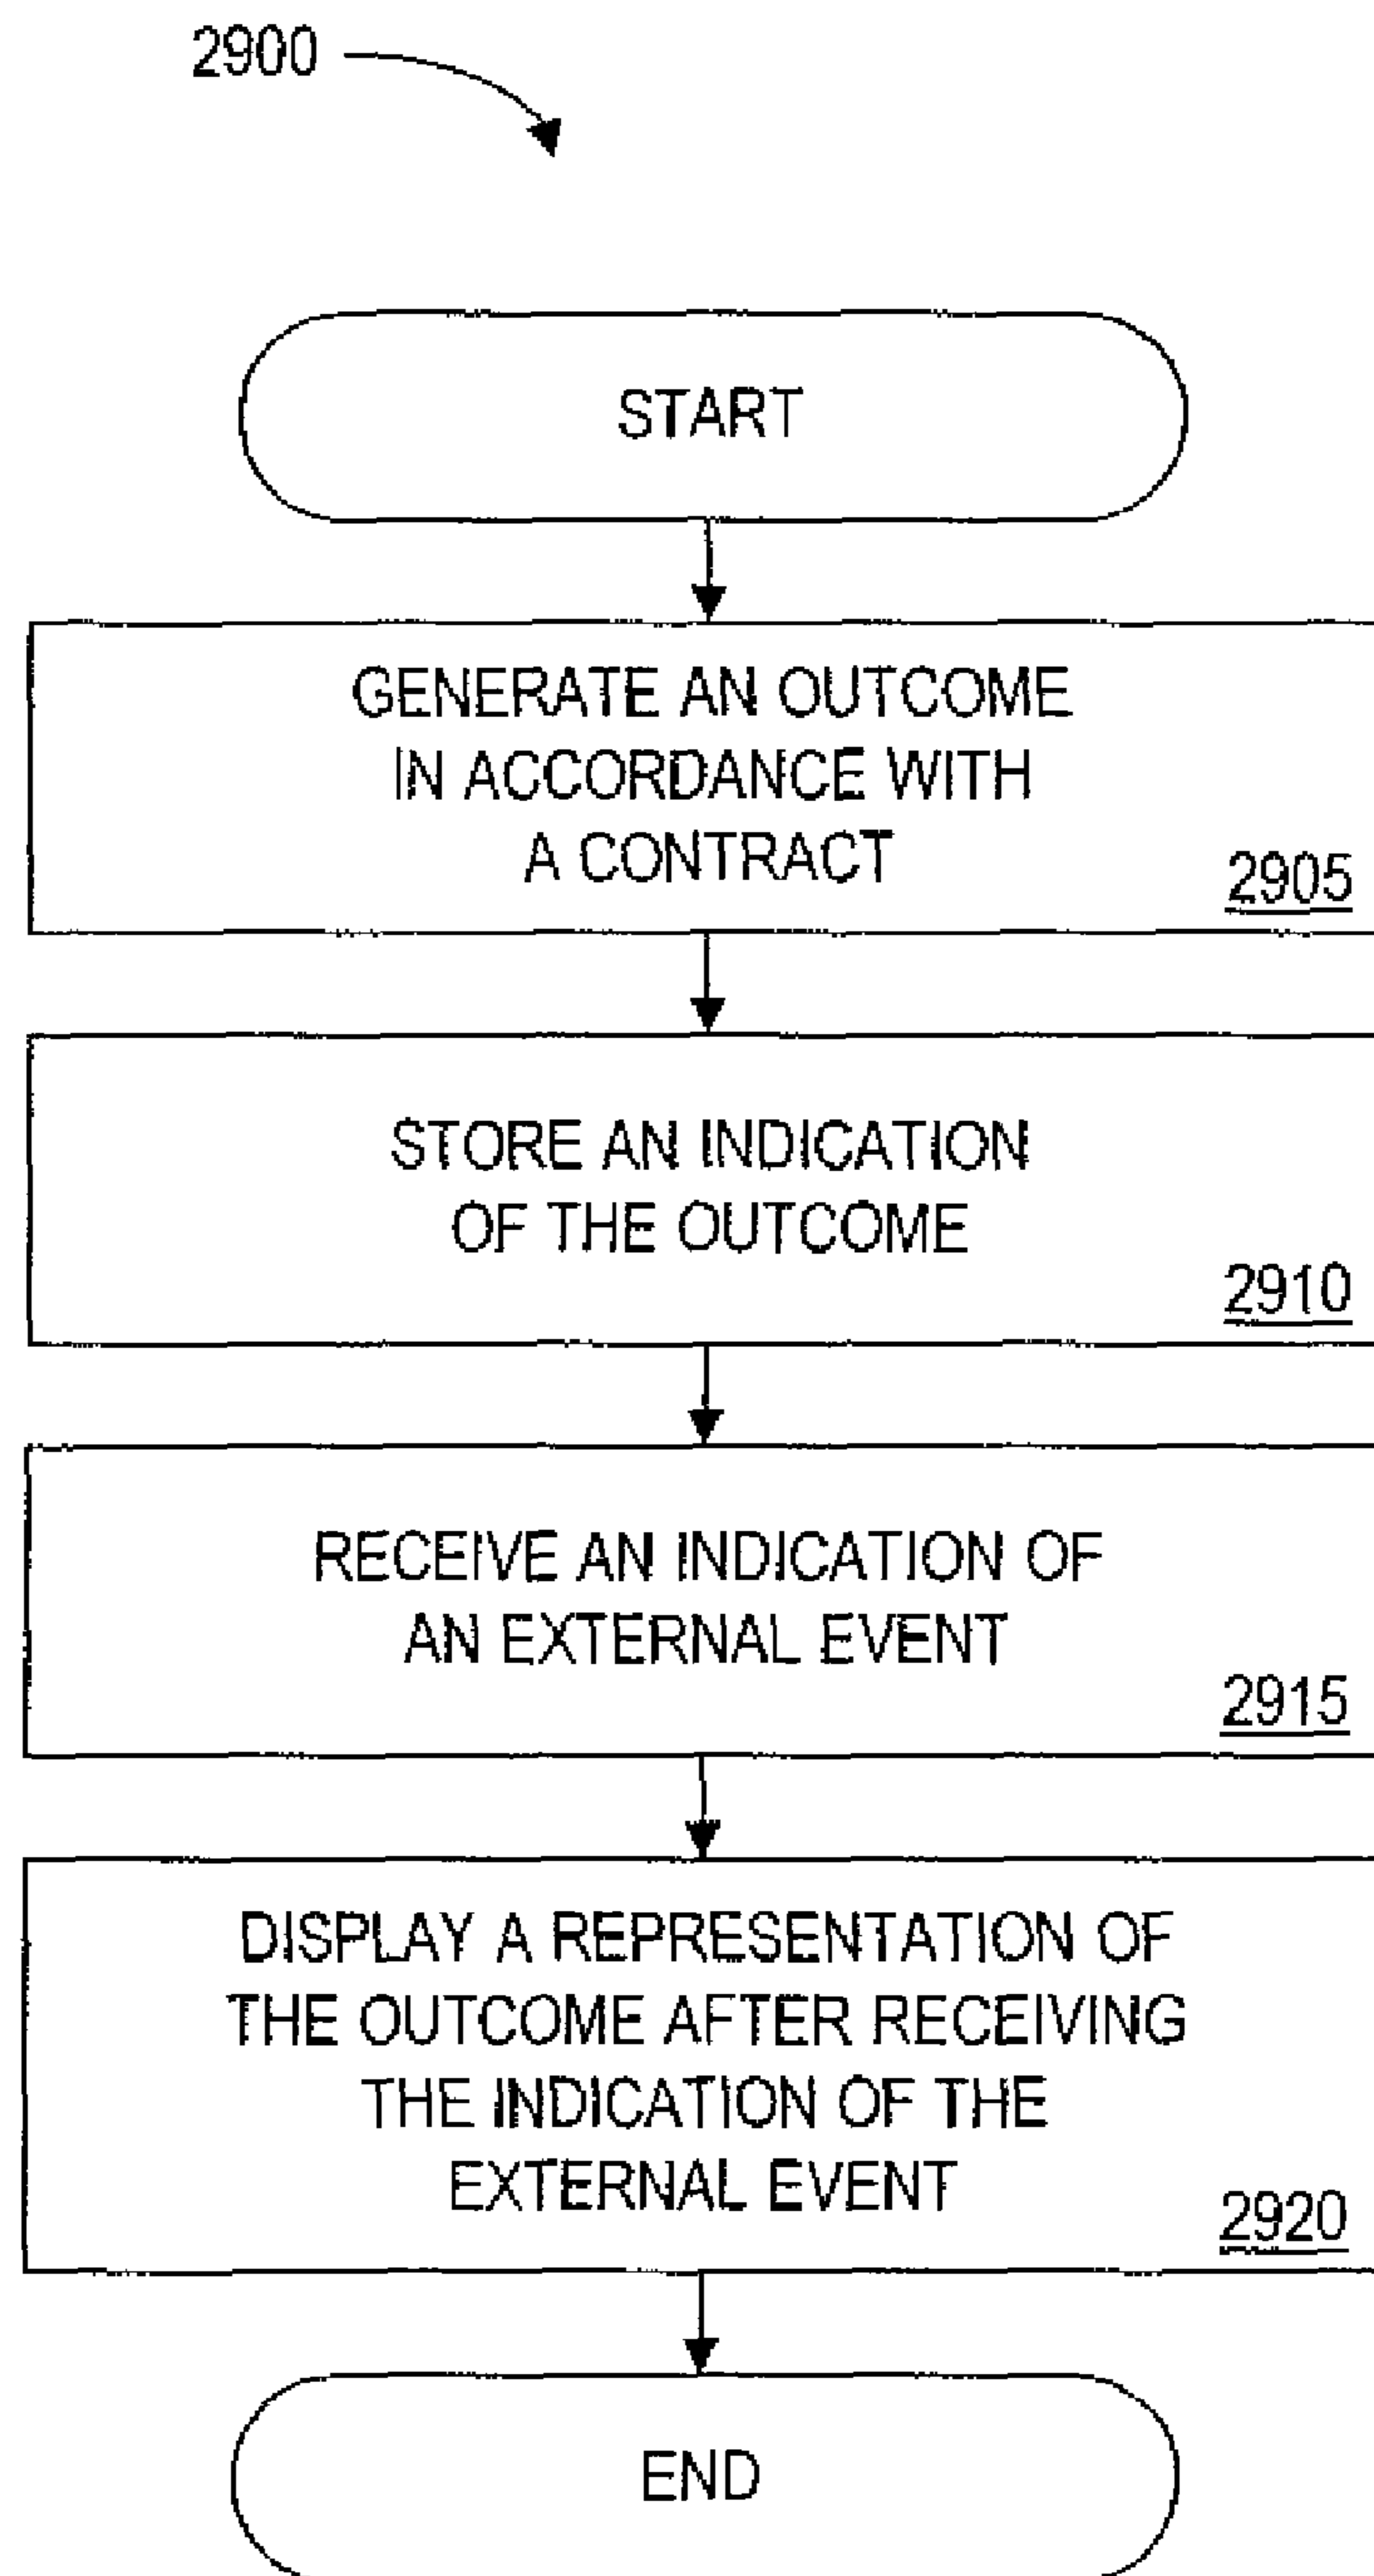 2900
START
GENERATE AN OUTCOME
IN ACCORDANCE WITH
A CONTRACT
2905
STORE AN INDICATION
OF THE OUTCOME
2910
RECEIVE AN INDICATION OF
AN EXTERNAL EVENT
2915
DISPLAY A REPRESENTATION OF
THE OUTCOME AFTER RECEIVING
THE INDICATION OF THE
EXTERNAL EVENT
2920
END